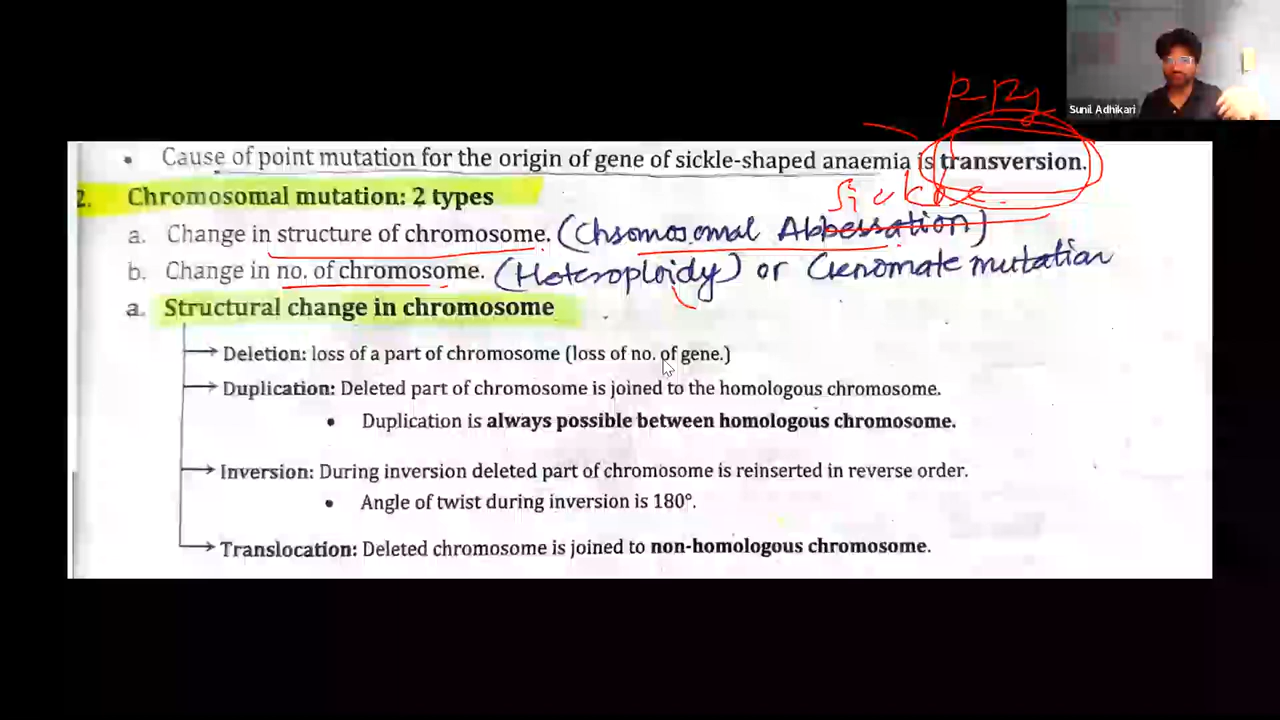 P-Py
Sunil Adhikari
• Cause of point mutation for the origin of gene of sickle-shaped anaemia is transversion.
Sickle
2. Chromosomal mutation: 2 types
a. Change in structure of chromosome. (Chromosomal Abberration)
b. Change in no. of chromosome. (Heteroploidy) or Genomate mutation
a. Structural change in chromosome
Deletion: loss of a part of chromosome (loss of no. of gene.)
Duplication: Deleted part of chromosome is joined to the homologous chromosome.
• Duplication is always possible between homologous chromosome.
Inversion: During inversion deleted part of chromosome is reinserted in reverse order.
• Angle of twist during inversion is 180°.
Translocation: Deleted chromosome is joined to non-homologous chromosome.